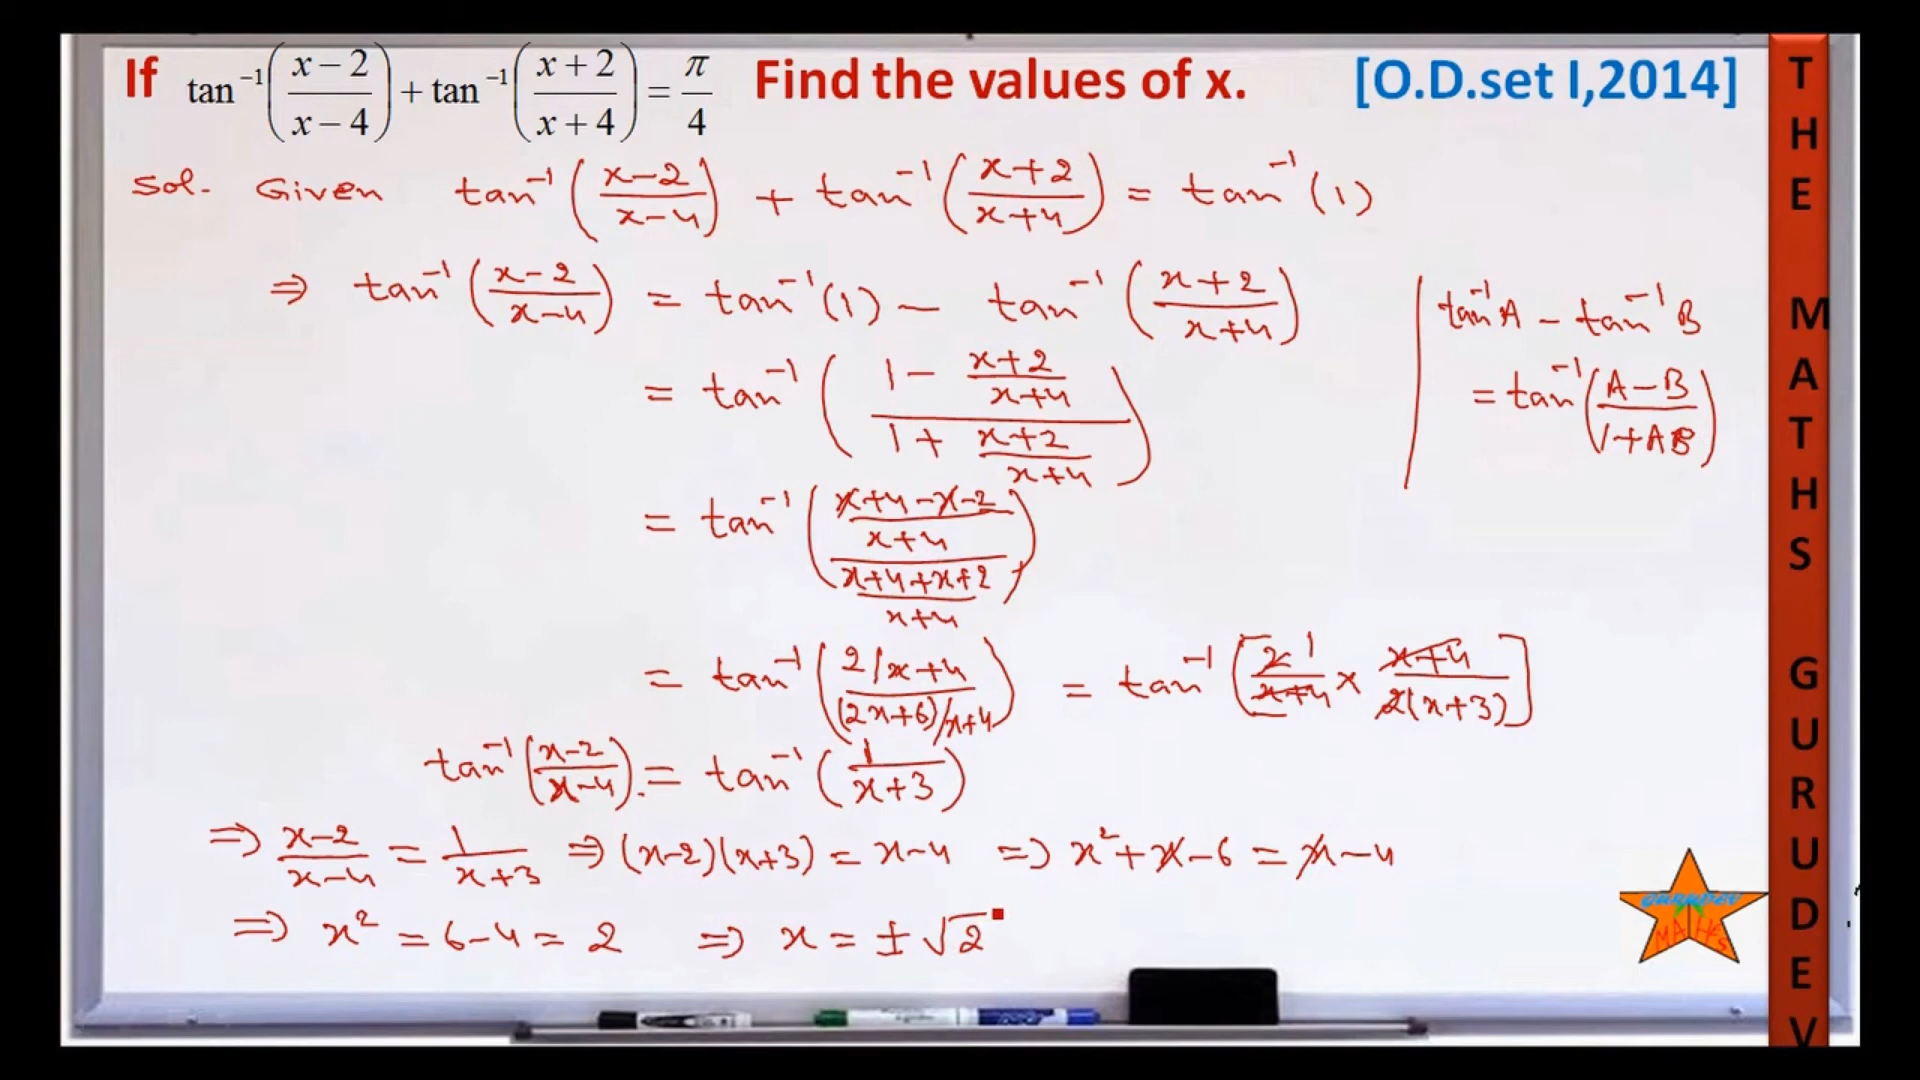 If tan⁻¹((x−2)/(x−4)) + tan⁻¹((x+2)/(x+4)) = π/4 Find the values of x. [O.D.set I,2014]
Sol. Given tan⁻¹((x−2)/(x−4)) + tan⁻¹((x+2)/(x+4)) = tan⁻¹(1)
⇒ tan⁻¹((x−2)/(x−4)) = tan⁻¹(1) − tan⁻¹((x+2)/(x+4))
= tan⁻¹((1 − (x+2)/(x+4))/(1 + (x+2)/(x+4)))
= tan⁻¹(((x+4−x−2)/(x+4))/((x+4+x+2)/(x+4)))
= tan⁻¹((2/x+4)/((2x+6)/x+4)) = tan⁻¹[2 1/(x+4) × (x+4)/(2(x+3))]
tan⁻¹((x−2)/(x−4)) = tan⁻¹(1/(x+3))
⇒ (x−2)/(x−4) = 1/(x+3) ⇒ (x−2)(x+3) = x−4 ⇒ x²+x−6 = x−4
⇒ x² = 6−4 = 2 ⇒ x = ±√2
tan⁻¹A − tan⁻¹B
= tan⁻¹((A−B)/(1+AB))
THE MATHS GURUDEV
GURUDEV
MATHS